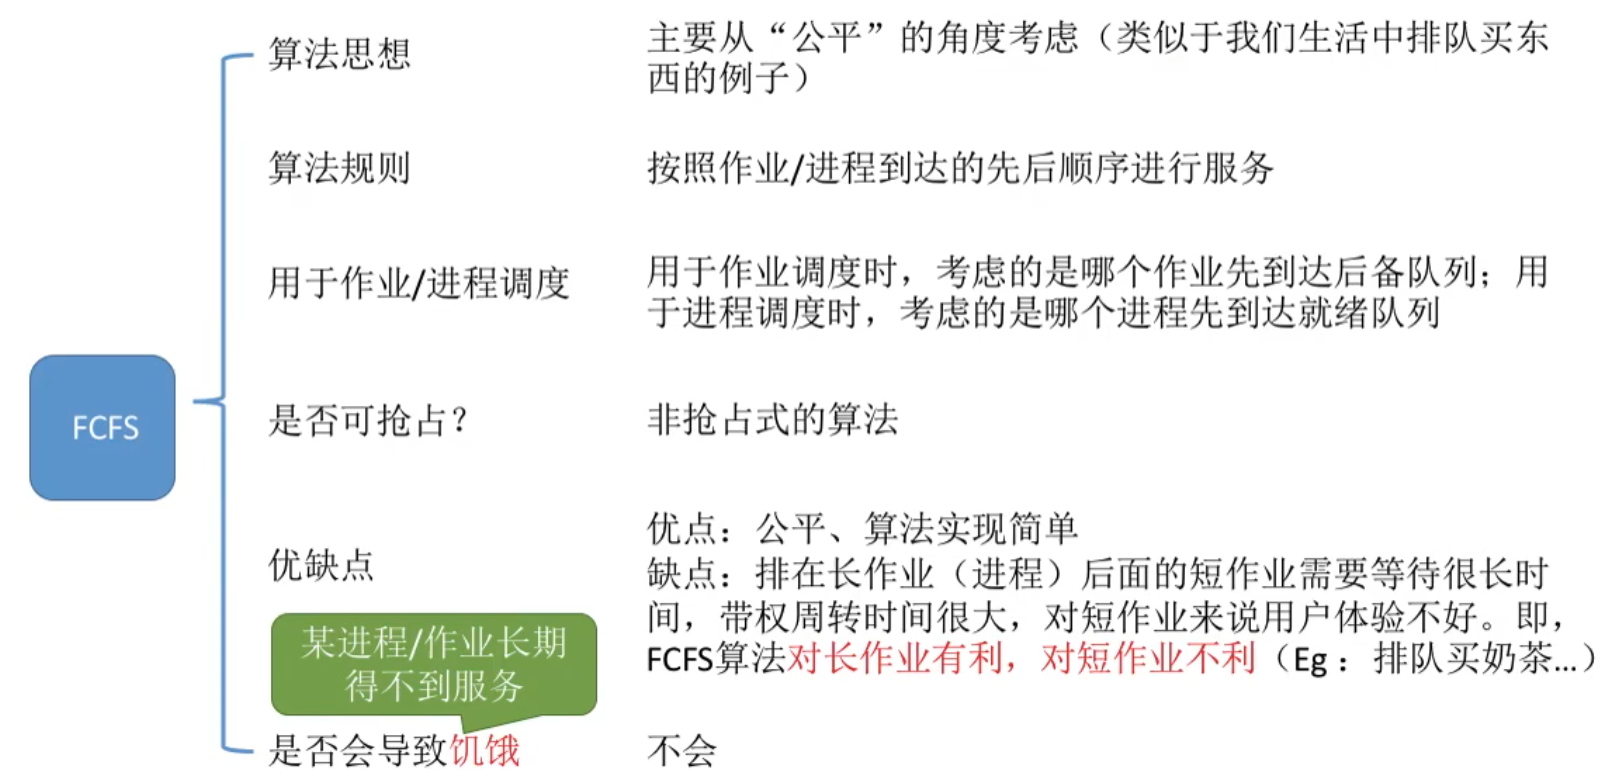 FCFS
算法思想
主要从“公平”的角度考虑（类似于我们生活中排队买东
西的例子）
算法规则
按照作业/进程到达的先后顺序进行服务
用于作业/进程调度
用于作业调度时，考虑的是哪个作业先到达后备队列；用
于进程调度时，考虑的是哪个进程先到达就绪队列
是否可抢占？
非抢占式的算法
优缺点
优点：公平、算法实现简单
缺点：排在长作业（进程）后面的短作业需要等待很长时
间，带权周转时间很大，对短作业来说用户体验不好。即，
FCFS算法对长作业有利，对短作业不利（Eg：排队买奶茶...）
某进程/作业长期
得不到服务
是否会导致饥饿
不会